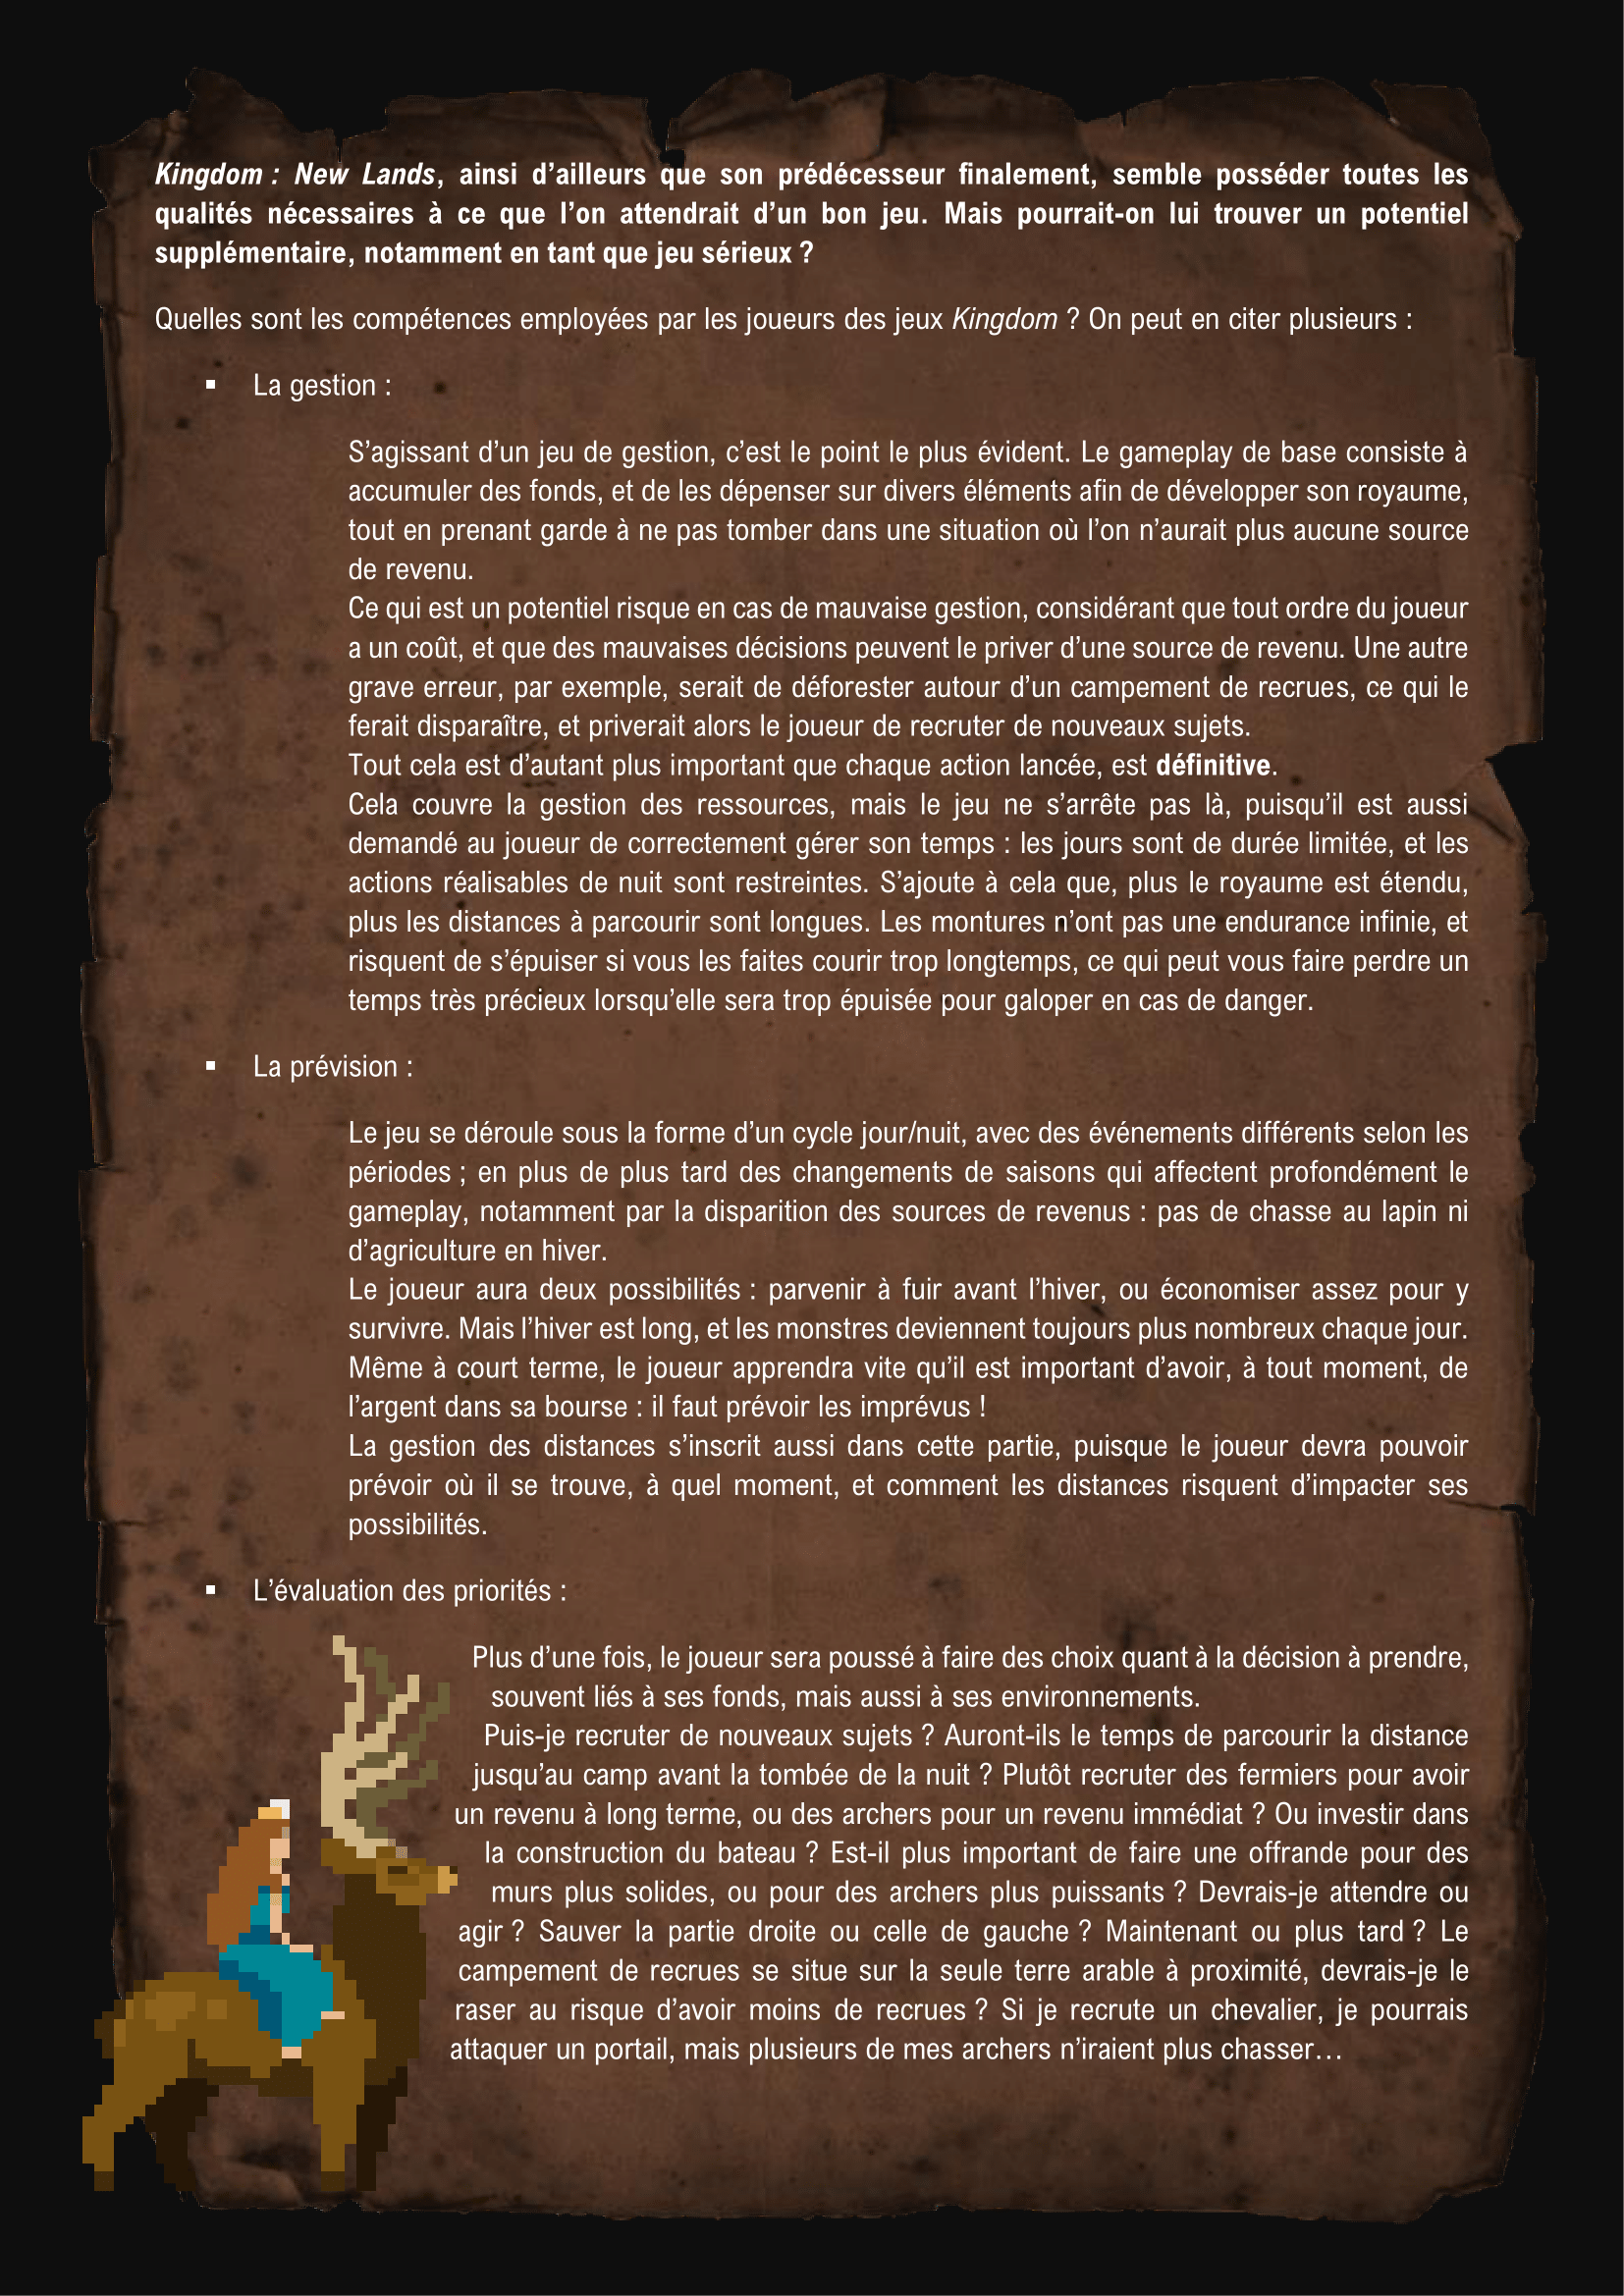 Kingdom : New Lands, ainsi d’ailleurs que son prédécesseur finalement, semble posséder toutes les
qualités nécessaires à ce que l’on attendrait d’un bon jeu. Mais pourrait-on lui trouver un potentiel
supplémentaire, notamment en tant que jeu sérieux ?
Quelles sont les compétences employées par les joueurs des jeux Kingdom ? On peut en citer plusieurs :
▪ La gestion :
S’agissant d’un jeu de gestion, c’est le point le plus évident. Le gameplay de base consiste à
accumuler des fonds, et de les dépenser sur divers éléments afin de développer son royaume,
tout en prenant garde à ne pas tomber dans une situation où l’on n’aurait plus aucune source
de revenu.
Ce qui est un potentiel risque en cas de mauvaise gestion, considérant que tout ordre du joueur
a un coût, et que des mauvaises décisions peuvent le priver d’une source de revenu. Une autre
grave erreur, par exemple, serait de déforester autour d’un campement de recrues, ce qui le
ferait disparaître, et priverait alors le joueur de recruter de nouveaux sujets.
Tout cela est d’autant plus important que chaque action lancée, est définitive.
Cela couvre la gestion des ressources, mais le jeu ne s’arrête pas là, puisqu’il est aussi
demandé au joueur de correctement gérer son temps : les jours sont de durée limitée, et les
actions réalisables de nuit sont restreintes. S’ajoute à cela que, plus le royaume est étendu,
plus les distances à parcourir sont longues. Les montures n’ont pas une endurance infinie, et
risquent de s’épuiser si vous les faites courir trop longtemps, ce qui peut vous faire perdre un
temps très précieux lorsqu’elle sera trop épuisée pour galoper en cas de danger.
▪ La prévision :
Le jeu se déroule sous la forme d’un cycle jour/nuit, avec des événements différents selon les
périodes ; en plus de plus tard des changements de saisons qui affectent profondément le
gameplay, notamment par la disparition des sources de revenus : pas de chasse au lapin ni
d’agriculture en hiver.
Le joueur aura deux possibilités : parvenir à fuir avant l’hiver, ou économiser assez pour y
survivre. Mais l’hiver est long, et les monstres deviennent toujours plus nombreux chaque jour.
Même à court terme, le joueur apprendra vite qu’il est important d’avoir, à tout moment, de
l’argent dans sa bourse : il faut prévoir les imprévus !
La gestion des distances s’inscrit aussi dans cette partie, puisque le joueur devra pouvoir
prévoir où il se trouve, à quel moment, et comment les distances risquent d’impacter ses
possibilités.
▪ L’évaluation des priorités :
Plus d’une fois, le joueur sera poussé à faire des choix quant à la décision à prendre,
souvent liés à ses fonds, mais aussi à ses environnements.
Puis-je recruter de nouveaux sujets ? Auront-ils le temps de parcourir la distance
jusqu’au camp avant la tombée de la nuit ? Plutôt recruter des fermiers pour avoir
un revenu à long terme, ou des archers pour un revenu immédiat ? Ou investir dans
la construction du bateau ? Est-il plus important de faire une offrande pour des
murs plus solides, ou pour des archers plus puissants ? Devrais-je attendre ou
agir ? Sauver la partie droite ou celle de gauche ? Maintenant ou plus tard ? Le
campement de recrues se situe sur la seule terre arable à proximité, devrais-je le
raser au risque d’avoir moins de recrues ? Si je recrute un chevalier, je pourrais
attaquer un portail, mais plusieurs de mes archers n’iraient plus chasser…